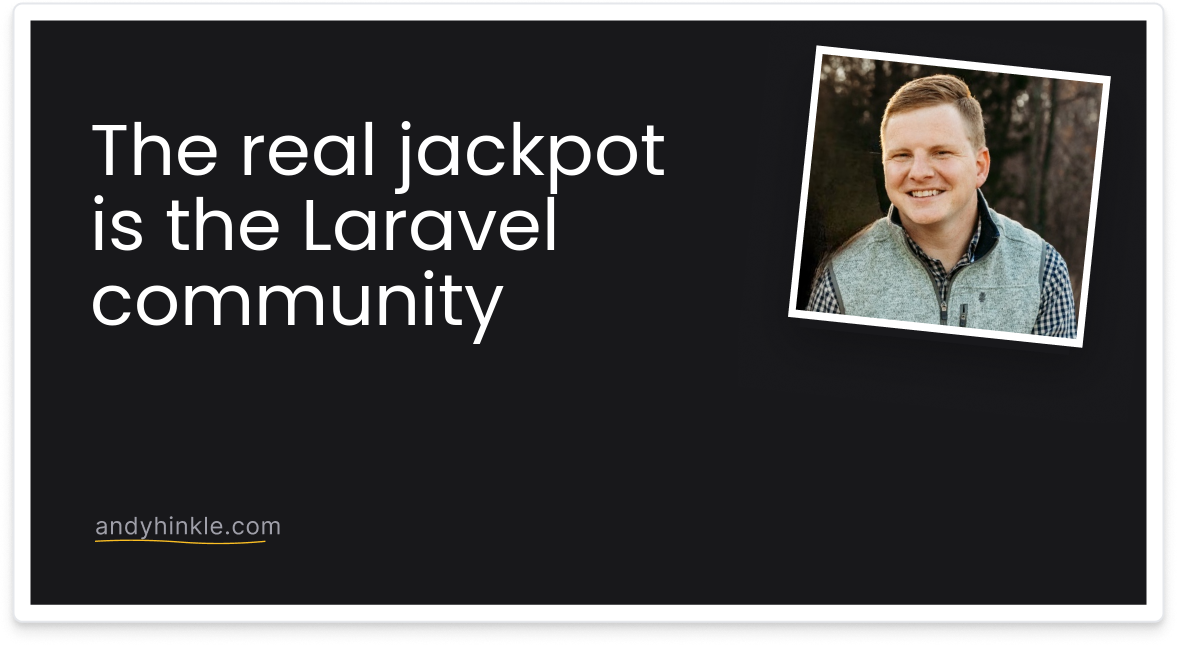 The real jackpot
is the Laravel
community
andyhinkle.com